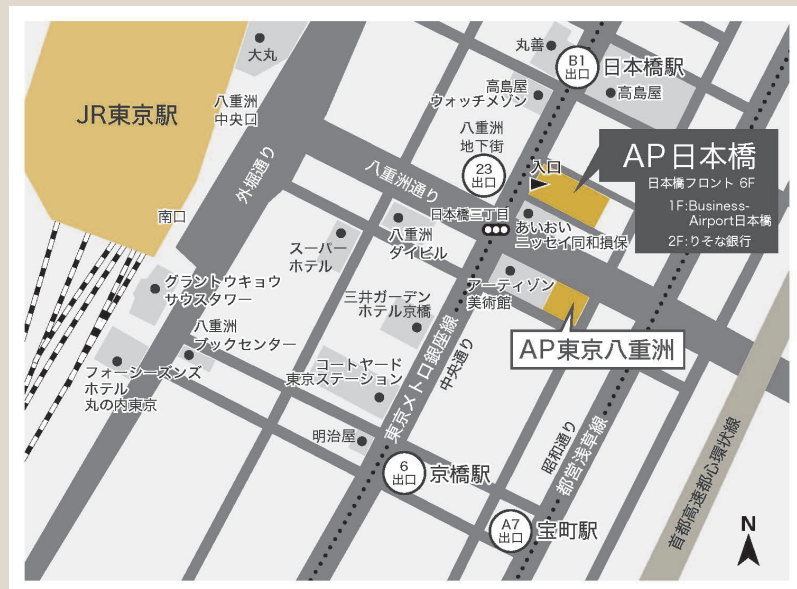 大丸
JR東京駅
八重洲
中央口
外堀通り
南口
丸善
B1
出口
日本橋駅
高島屋
ウォッチメゾン
高島屋
八重洲
地下街
23
出口
入口
AP日本橋
日本橋フロント 6F
1F:Business-
Airport日本橋
2F:りそな銀行
八重洲通り
日本橋三丁目
あいおい
ニッセイ同和損保
八重洲
ダイビル
スーパー
ホテル
グラントウキョウ
サウスタワー
三井ガーデン
ホテル京橋
アーティゾン
美術館
AP東京八重洲
八重洲
ブックセンター
フォーシーズンズ
ホテル
丸の内東京
コートヤード
東京ステーション
東京メトロ銀座線
中央通り
明治屋
6
出口
京橋駅
昭和通り
都営浅草線
首都高速都心環状線
A7
出口
宝町駅
N